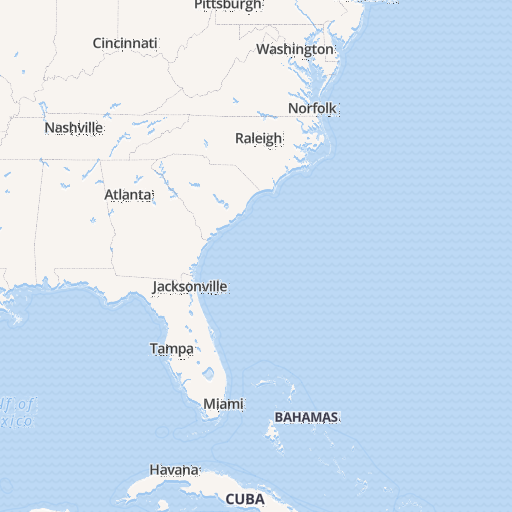 Pittsburgh
Cincinnati
Washington
Norfolk
Nashville
Raleigh
Atlanta
Jacksonville
Tampa
Miami
lf of
xico
BAHAMAS
Havana
CUBA